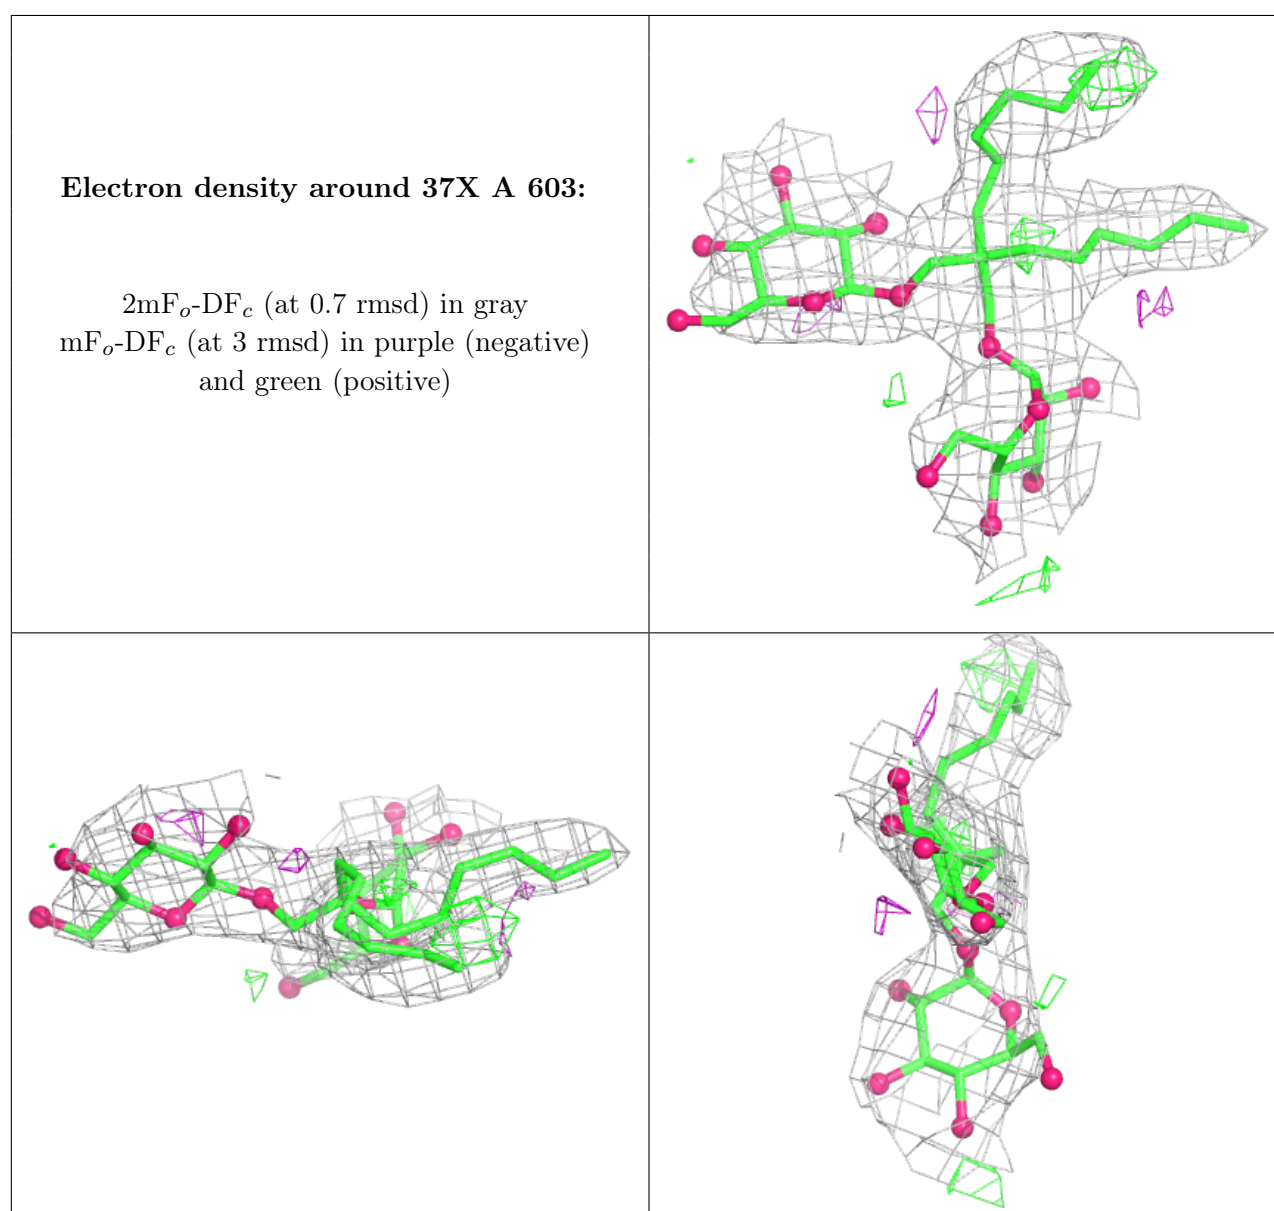 Electron density around 37X A 603:
2mFₒ-DF𝑐 (at 0.7 rmsd) in gray
mFₒ-DF𝑐 (at 3 rmsd) in purple (negative)
and green (positive)